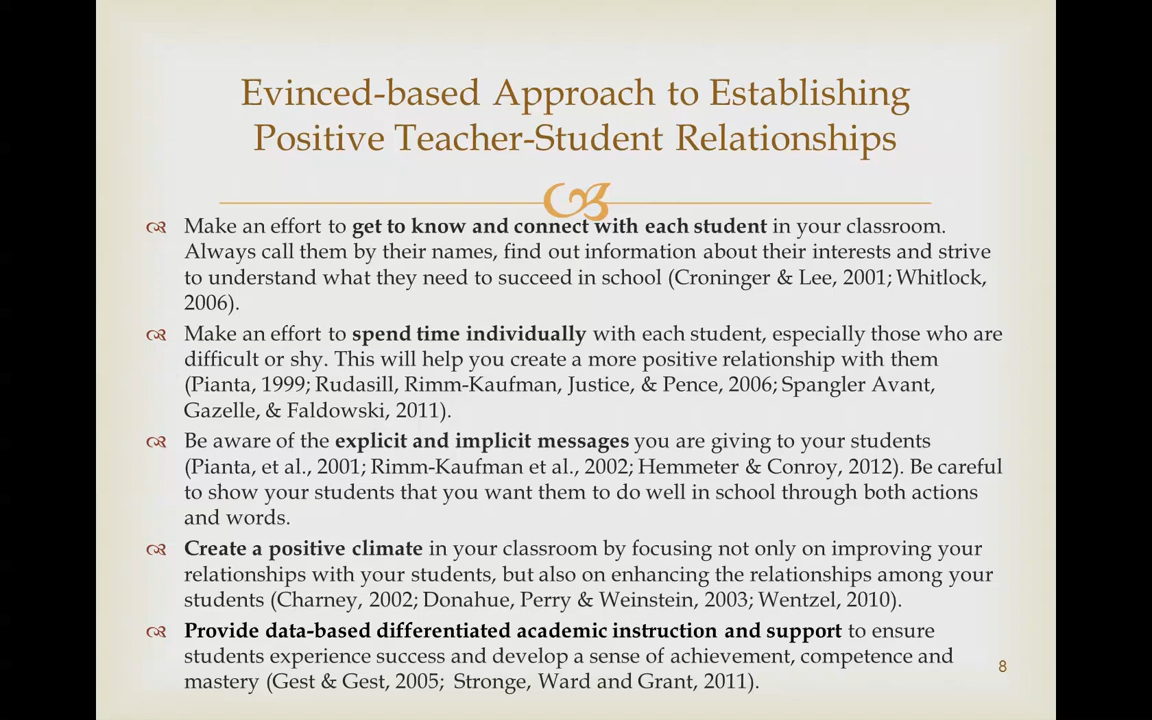 Evinced-based Approach to Establishing
Positive Teacher-Student Relationships
Make an effort to get to know and connect with each student in your classroom.
Always call them by their names, find out information about their interests and strive
to understand what they need to succeed in school (Croninger & Lee, 2001; Whitlock,
2006).
Make an effort to spend time individually with each student, especially those who are
difficult or shy. This will help you create a more positive relationship with them
(Pianta, 1999; Rudasill, Rimm-Kaufman, Justice, & Pence, 2006; Spangler Avant,
Gazelle, & Faldowski, 2011).
Be aware of the explicit and implicit messages you are giving to your students
(Pianta, et al., 2001; Rimm-Kaufman et al., 2002; Hemmeter & Conroy, 2012). Be careful
to show your students that you want them to do well in school through both actions
and words.
Create a positive climate in your classroom by focusing not only on improving your
relationships with your students, but also on enhancing the relationships among your
students (Charney, 2002; Donahue, Perry & Weinstein, 2003; Wentzel, 2010).
Provide data-based differentiated academic instruction and support to ensure
students experience success and develop a sense of achievement, competence and
mastery (Gest & Gest, 2005; Stronge, Ward and Grant, 2011).
8